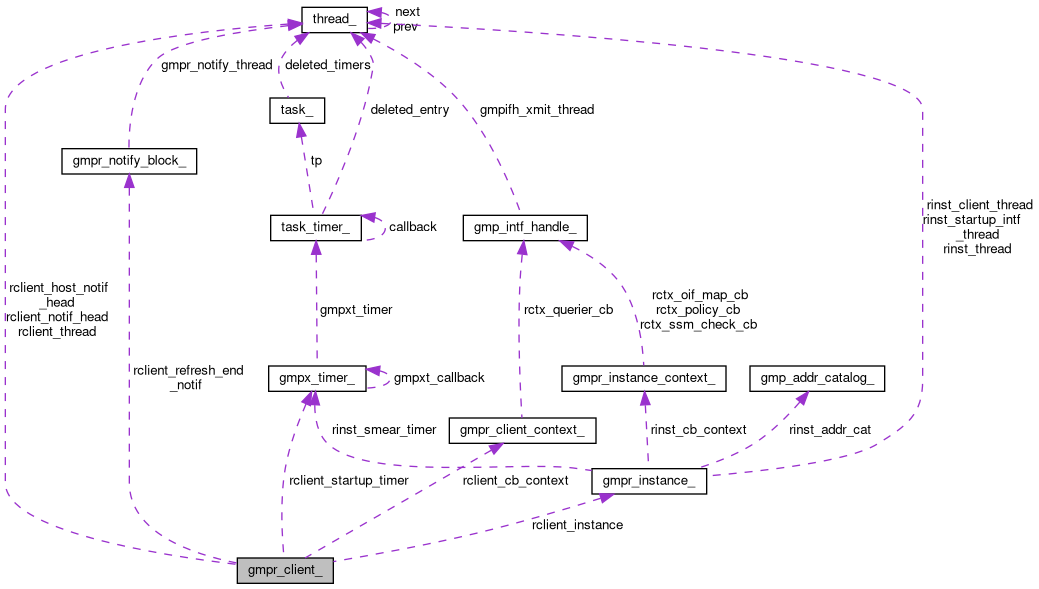 thread_
next
prev
gmpr_notify_thread
deleted_timers
task_
deleted_entry
gmpifh_xmit_thread
gmpr_notify_block_
tp
task_timer_
callback
gmp_intf_handle_
rinst_client_thread
rinst_startup_intf
_thread
rinst_thread
rclient_host_notif
_head
rclient_notif_head
rclient_thread
gmpxt_timer
rctx_querier_cb
rctx_oif_map_cb
rctx_policy_cb
rctx_ssm_check_cb
rclient_refresh_end
_notif
gmpx_timer_
gmpxt_callback
gmpr_instance_context_
gmp_addr_catalog_
rinst_smear_timer
gmpr_client_context_
rinst_cb_context
rinst_addr_cat
rclient_startup_timer
rclient_cb_context
gmpr_instance_
rclient_instance
gmpr_client_